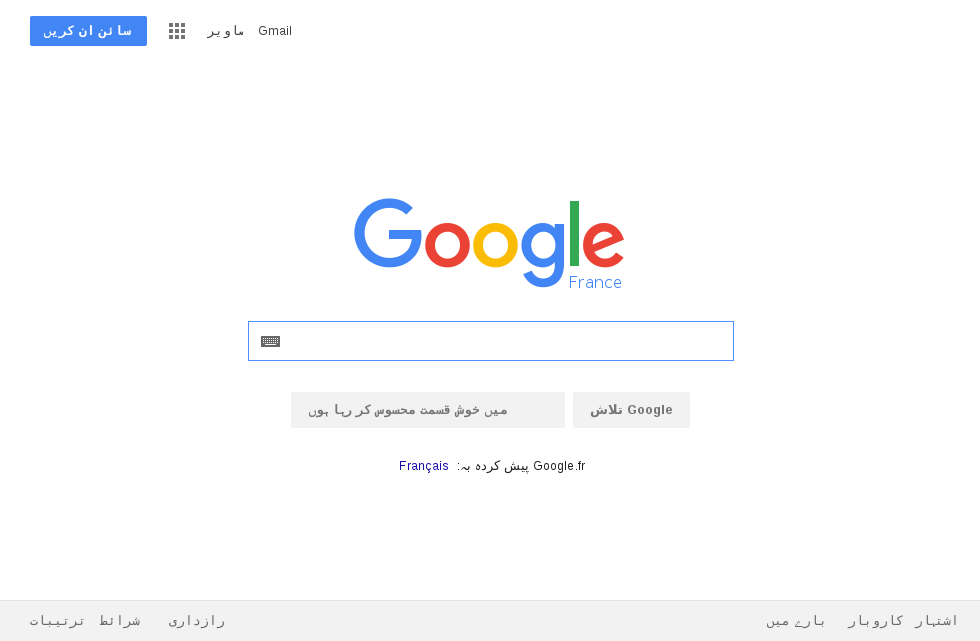 Gmail
تصاویر
سائن ان کریں
Google
France
Google تلاش
میں خوش قسمت محسوس کر رہا ہوں
Google.fr پیش کردہ بہ: Français
اشتہار کاروبار بارے میں
رازداری شرائط ترتیبات